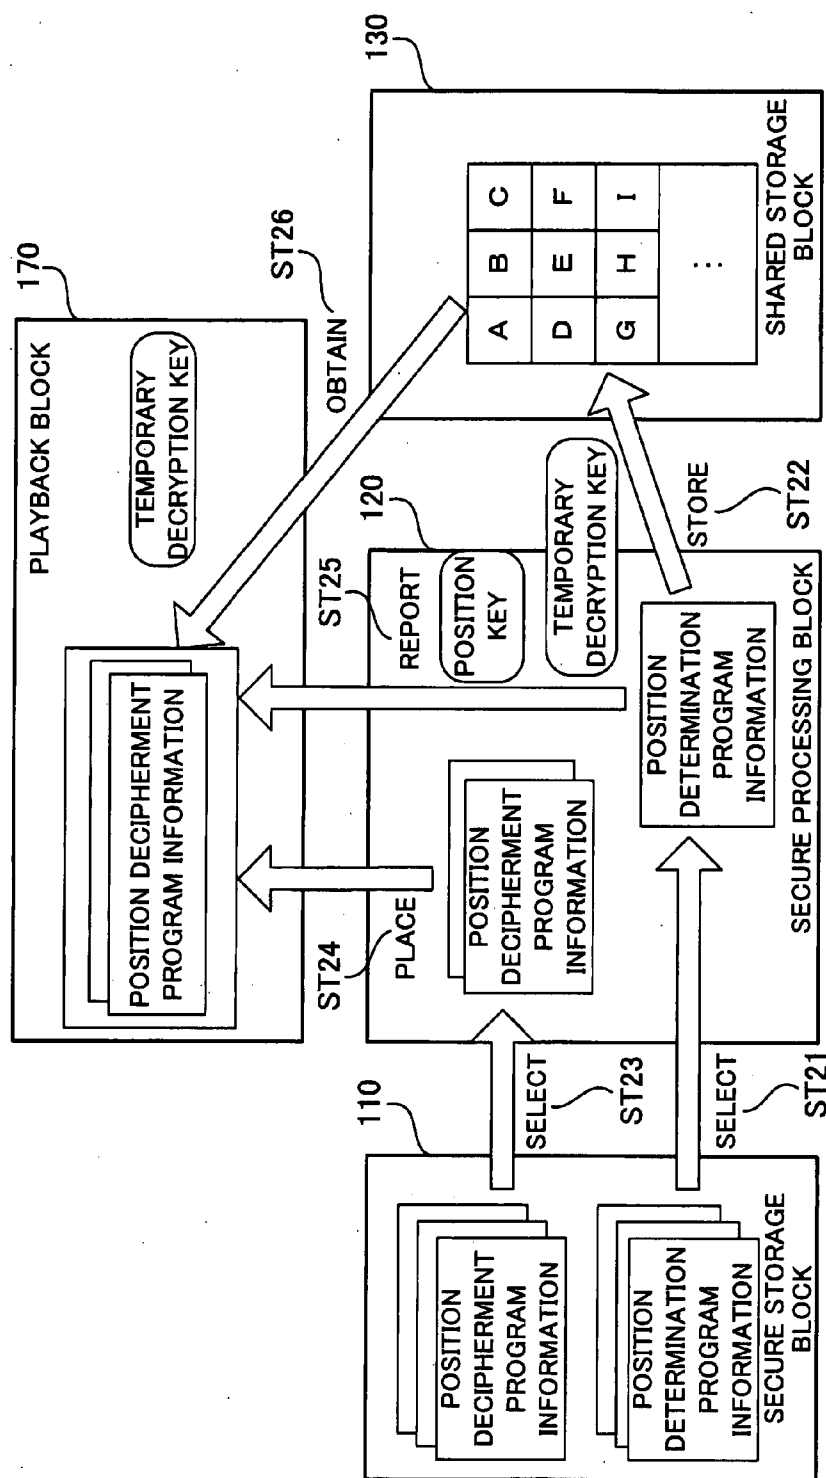 PLAYBACK BLOCK
170
POSITION DECIPHERMENT
PROGRAM INFORMATION
TEMPORARY
DECRYPTION KEY
ST24
PLACE
ST25
REPORT
OBTAIN
ST26
110
POSITION
DECIPHERMENT
PROGRAM
INFORMATION
POSITION
DETERMINATION
PROGRAM
INFORMATION
SECURE STORAGE
BLOCK
SELECT
ST23
SELECT
ST21
120
POSITION
DECIPHERMENT
PROGRAM
INFORMATION
POSITION
KEY
TEMPORARY
DECRYPTION KEY
POSITION
DETERMINATION
PROGRAM
INFORMATION
SECURE PROCESSING BLOCK
STORE
ST22
130
A B C
D E F
G H I
...
SHARED STORAGE
BLOCK